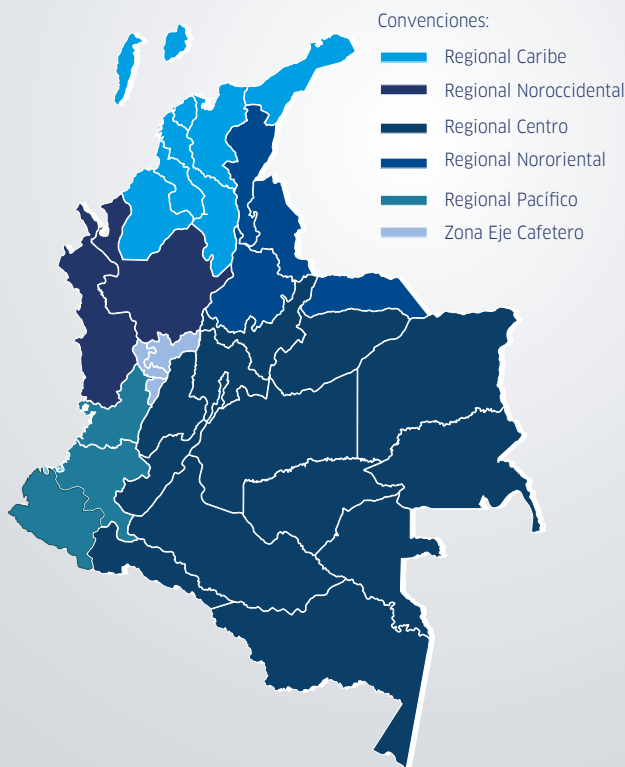 Convenciones:
Regional Caribe
Regional Noroccidental
Regional Centro
Regional Nororiental
Regional Pacífico
Zona Eje Cafetero